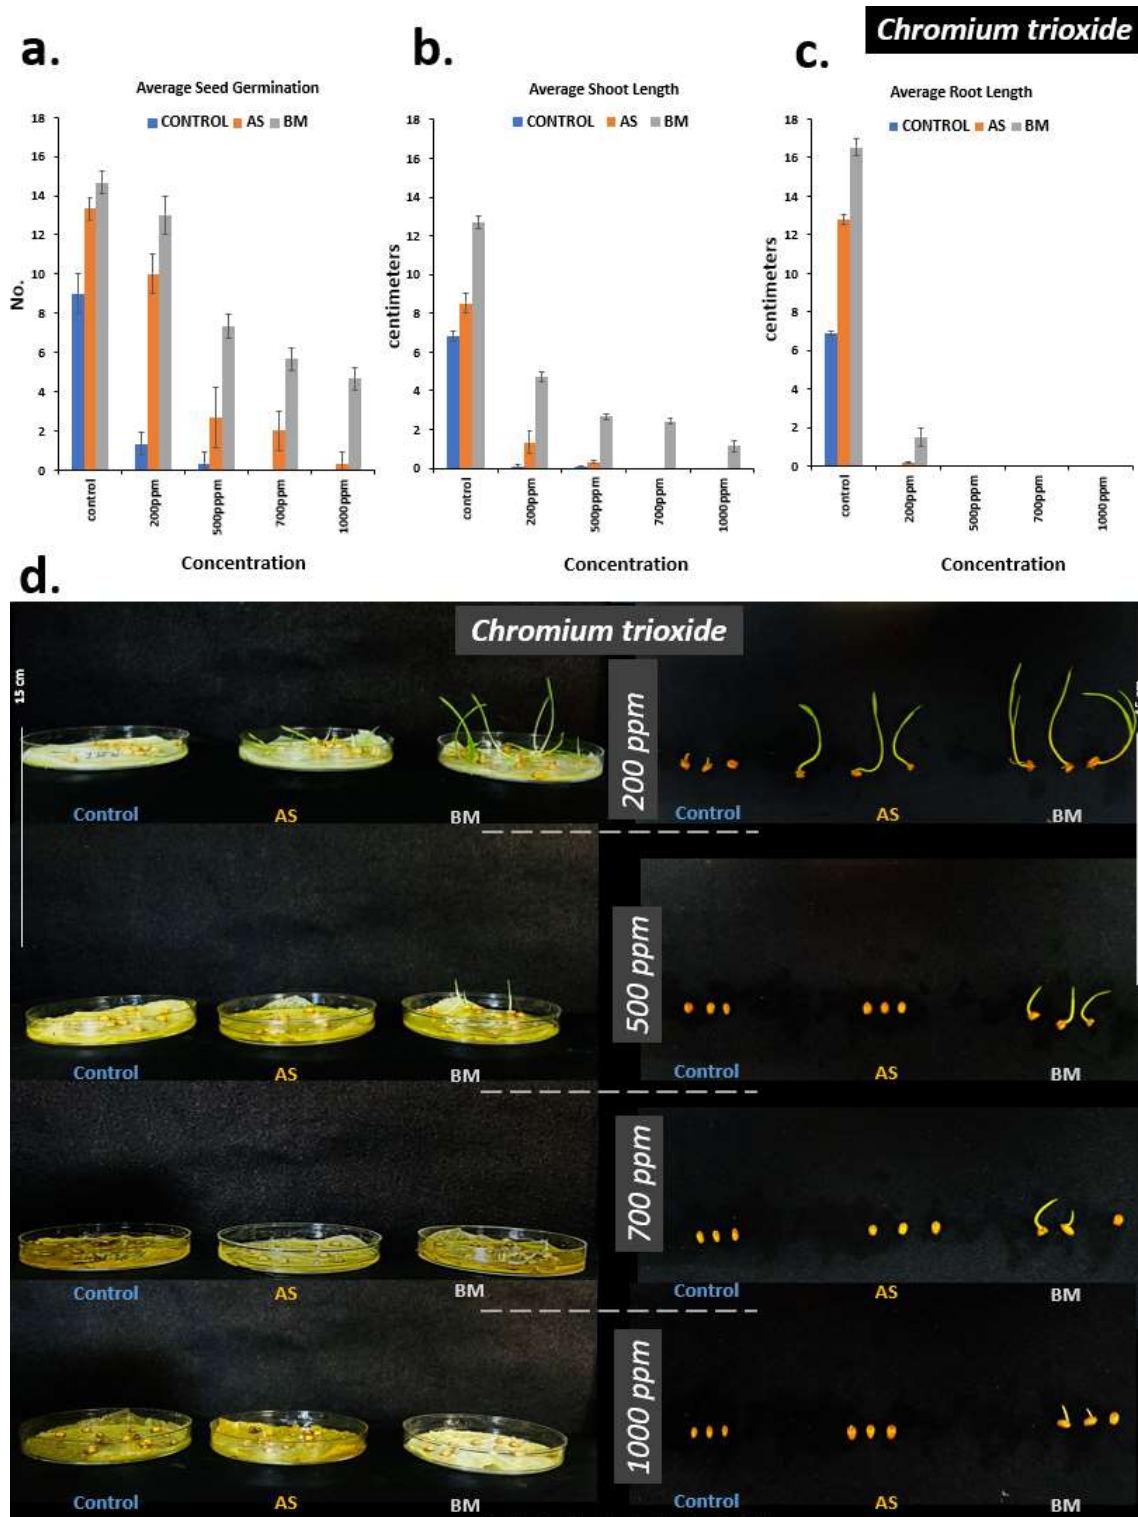 Chromium trioxide
a.
b.
c.
Average Seed Germination
CONTROL AS BM
18
16
14
12
10
8
6
4
2
0
No.
control
200ppm
500pppm
700ppm
1000ppm
Concentration
Average Shoot Length
CONTROL AS BM
18
16
14
12
10
8
6
4
2
0
centimeters
control
200ppm
500pppm
700ppm
1000ppm
Concentration
Average Root Length
CONTROL AS BM
18
16
14
12
10
8
6
4
2
0
centimeters
control
200ppm
500ppm
700ppm
1000ppm
Concentration
d.
Chromium trioxide
15 cm
200 ppm
Control AS BM
Control AS BM
500 ppm
Control AS BM
Control AS BM
700 ppm
Control AS BM
Control AS BM
1000 ppm
Control AS BM
Control AS BM